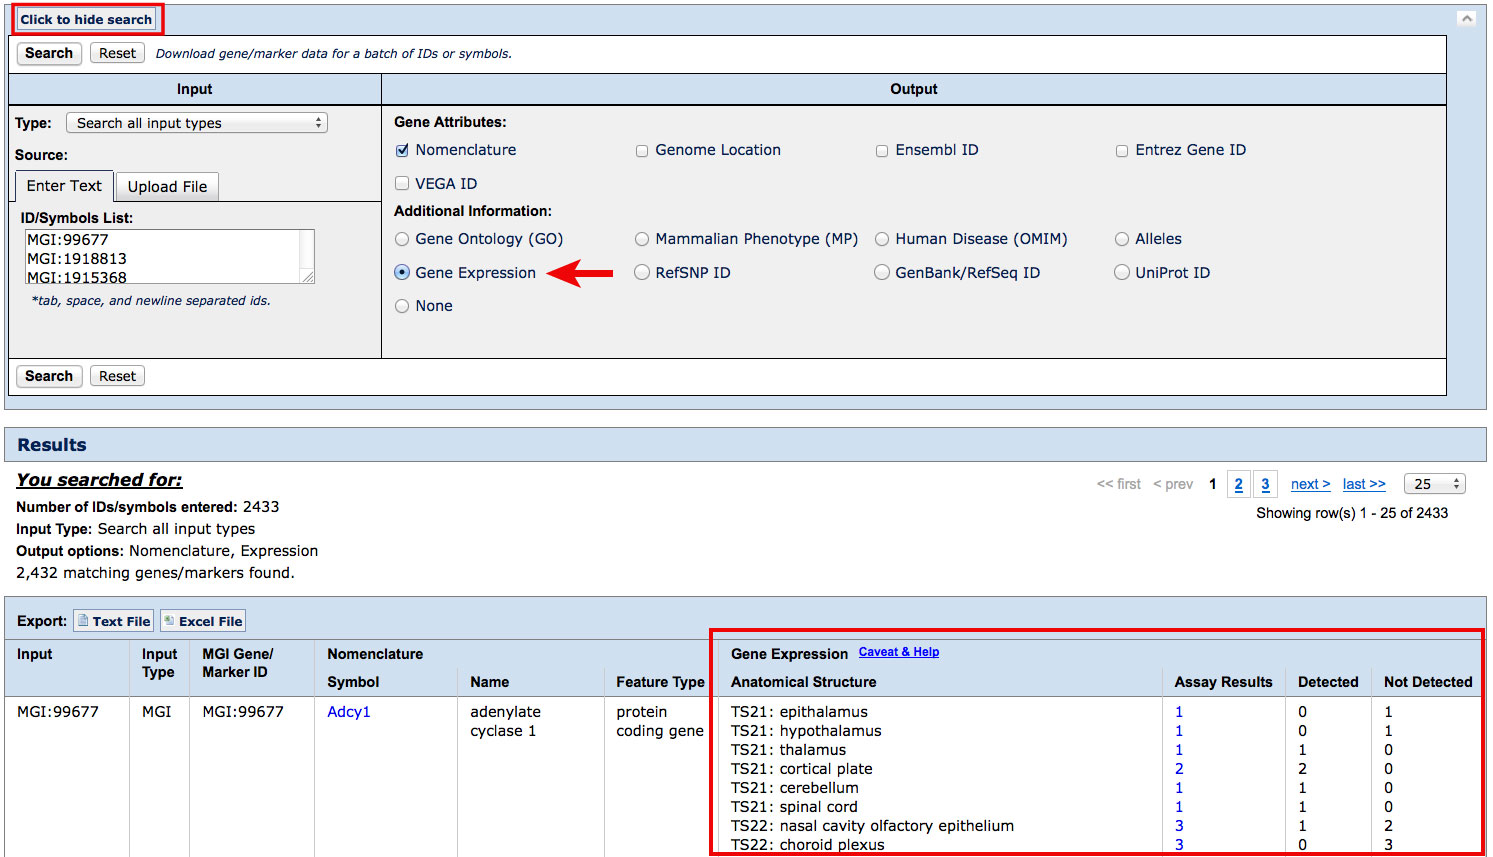 Click to hide search
Search Reset Download gene/marker data for a batch of IDs or symbols.
Input Output
Type: Search all input types
Source:
Enter Text Upload File
ID/Symbols List:
MGI:99677
MGI:1918813
MGI:1915368
*tab, space, and newline separated ids.
Gene Attributes:
Nomenclature Genome Location Ensembl ID Entrez Gene ID
VEGA ID
Additional Information:
Gene Ontology (GO) Mammalian Phenotype (MP) Human Disease (OMIM) Alleles
Gene Expression RefSNP ID GenBank/RefSeq ID UniProt ID
None
Search Reset
Results
You searched for:
Number of IDs/symbols entered: 2433
Input Type: Search all input types
Output options: Nomenclature, Expression
2,432 matching genes/markers found.
<< first < prev 1 2 3 next > last >> 25
Showing row(s) 1 - 25 of 2433
Export: Text File Excel File
Input Input Type MGI Gene/ Marker ID Nomenclature Gene Expression Caveat & Help
Symbol Name Feature Type Anatomical Structure Assay Results Detected Not Detected
MGI:99677 MGI MGI:99677 Adcy1 adenylate protein TS21: epithalamus 1 0 1
cyclase 1 coding gene TS21: hypothalamus 1 0 1
TS21: thalamus 1 1 0
TS21: cortical plate 2 2 0
TS21: cerebellum 1 1 0
TS21: spinal cord 1 1 0
TS22: nasal cavity olfactory epithelium 3 1 2
TS22: choroid plexus 3 0 3